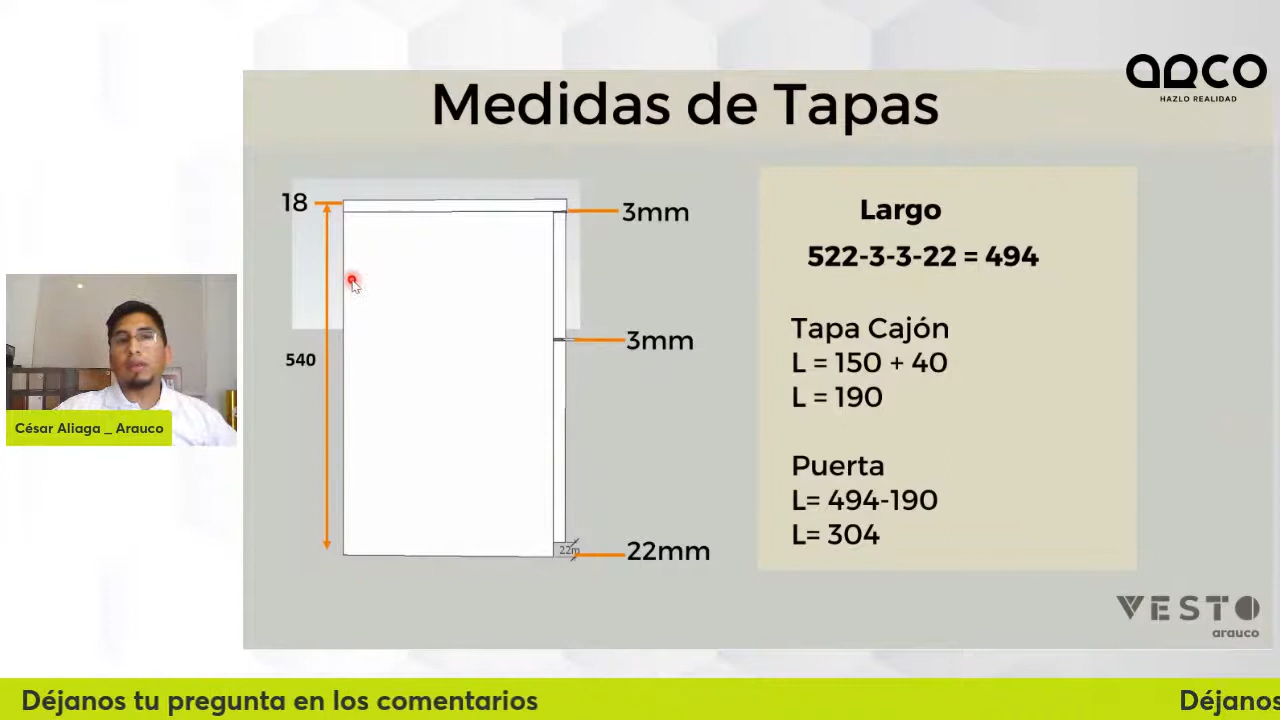 arco
HAZLO REALIDAD
Medidas de Tapas
18
3mm
540
3mm
22m
22mm
Largo
522-3-3-22 = 494
Tapa Cajón
L = 150 + 40
L = 190
Puerta
L= 494-190
L= 304
César Aliaga _ Arauco
VESTO
arauco
Déjanos tu pregunta en los comentarios
Déjanos